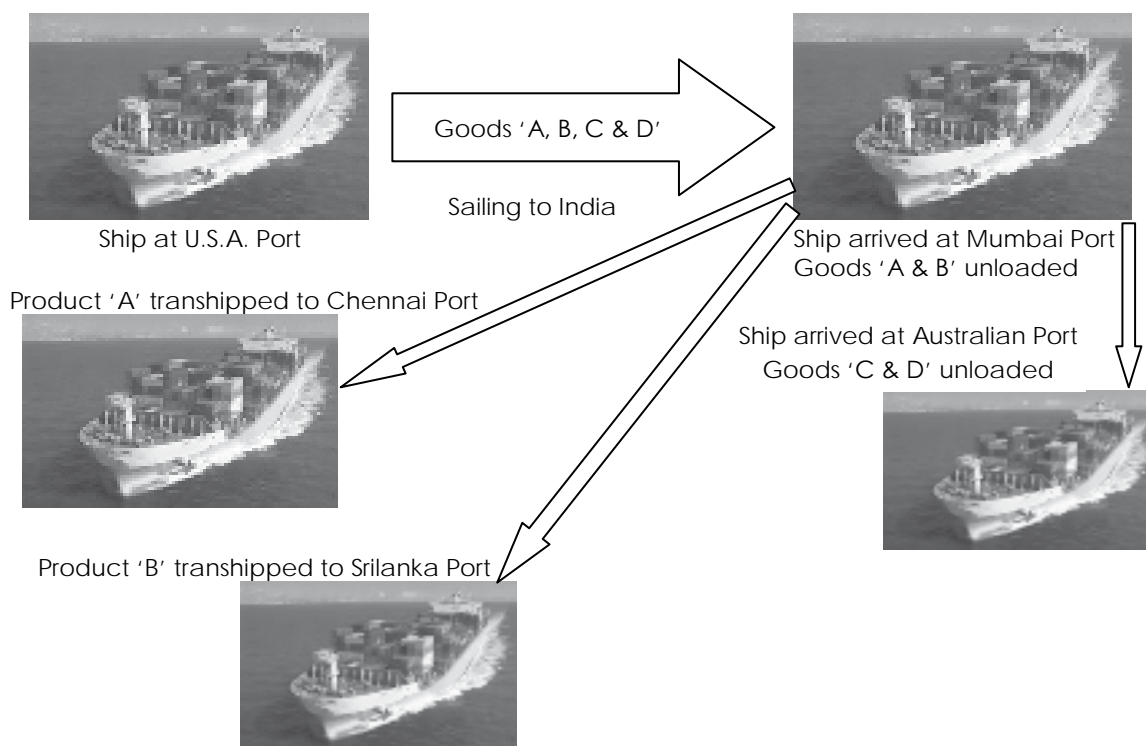 Goods ‘A, B, C & D’
Sailing to India
Ship at U.S.A. Port
Ship arrived at Mumbai Port
Goods ‘A & B’ unloaded
Product ‘A’ transhipped to Chennai Port
Ship arrived at Australian Port
Goods ‘C & D’ unloaded
Product ‘B’ transhipped to Srilanka Port